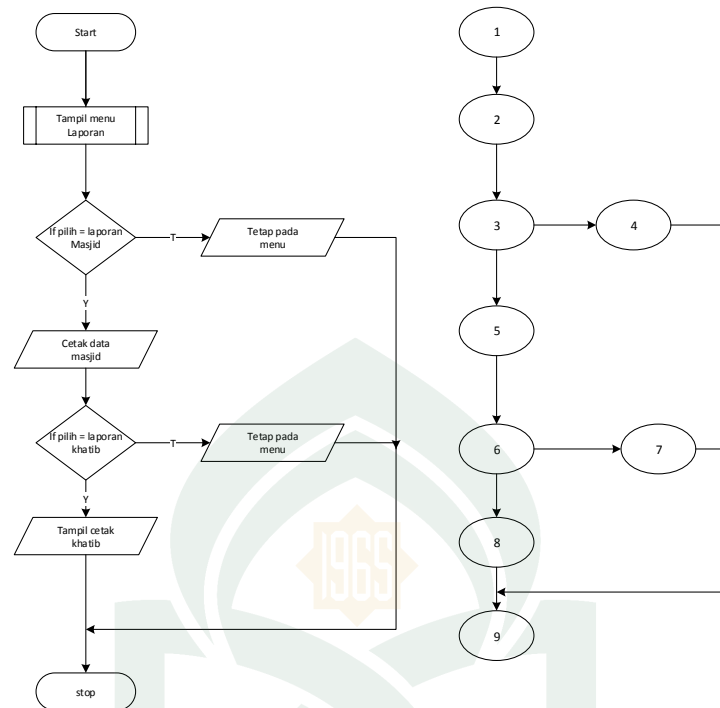 Start
Tampil menu
Laporan
If pilih = laporan
Masjid
T
Tetap pada
menu
Y
Cetak data
masjid
If pilih = laporan
khatib
T
Tetap pada
menu
Y
Tampil cetak
khatib
stop
1
2
3
4
5
6
7
8
9
1965